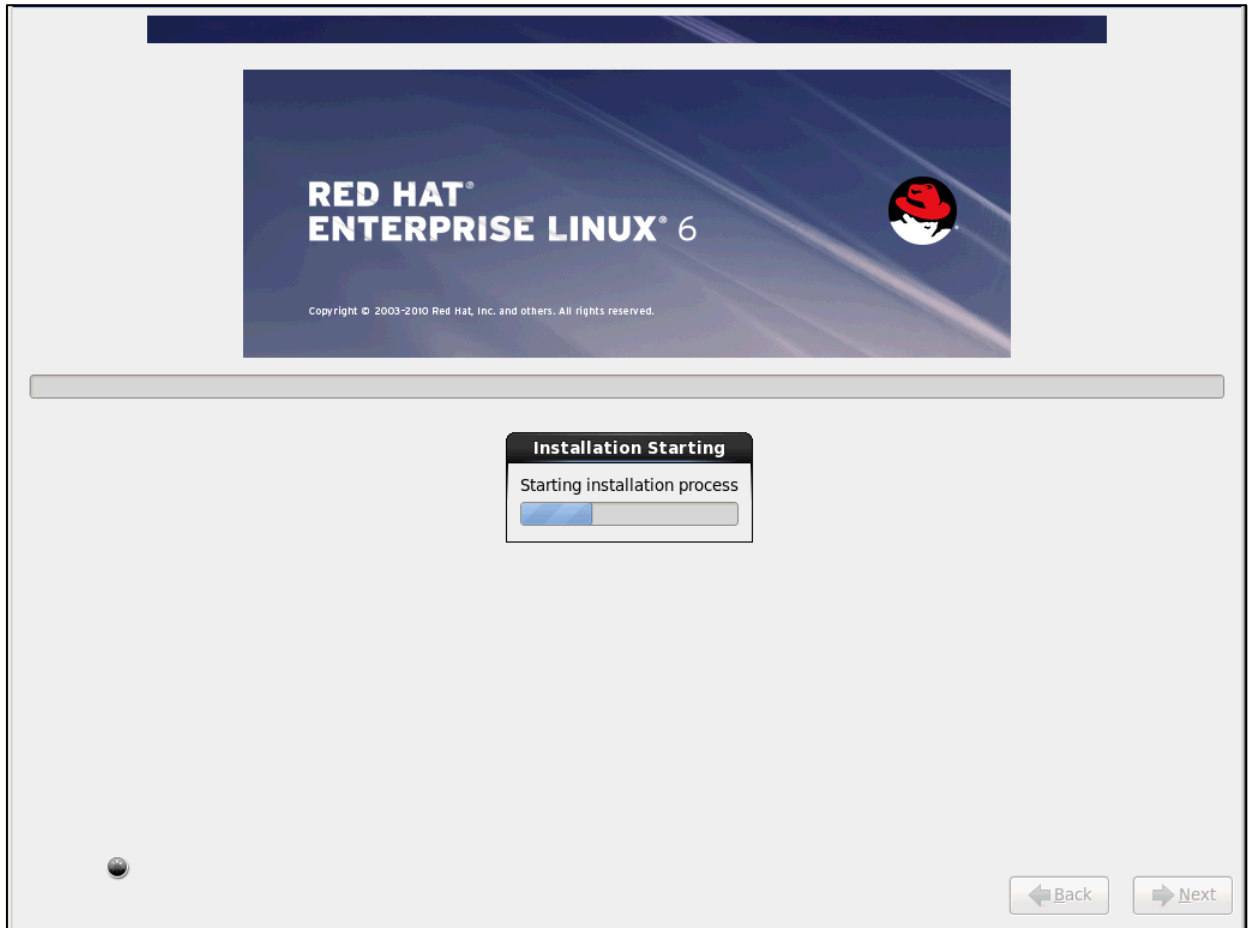 RED HAT®
ENTERPRISE LINUX® 6
Copyright © 2003-2010 Red Hat, Inc. and others. All rights reserved.
Installation Starting
Starting installation process
Back
Next